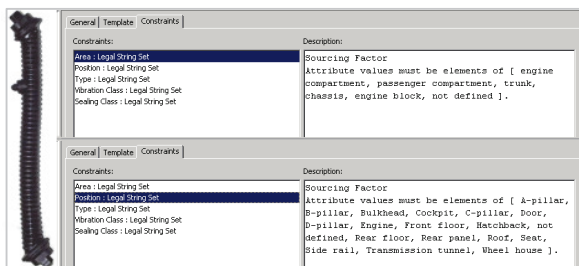 General Template Constraints
Constraints: Description:
Area : Legal String Set
Position : Legal String Set
Type : Legal String Set
Vibration Class : Legal String Set
Sealing Class : Legal String Set
Sourcing Factor
Attribute values must be elements of [ engine
compartment, passenger compartment, trunk,
chassis, engine block, not defined ].
General Template Constraints
Constraints: Description:
Area : Legal String Set
Position : Legal String Set
Type : Legal String Set
Vibration Class : Legal String Set
Sealing Class : Legal String Set
Sourcing Factor
Attribute values must be elements of [ A-pillar,
B-pillar, Bulkhead, Cockpit, C-pillar, Door,
D-pillar, Engine, Front floor, Hatchback, not
defined, Rear floor, Rear panel, Roof, Seat,
Side rail, Transmission tunnel, Wheel house ].